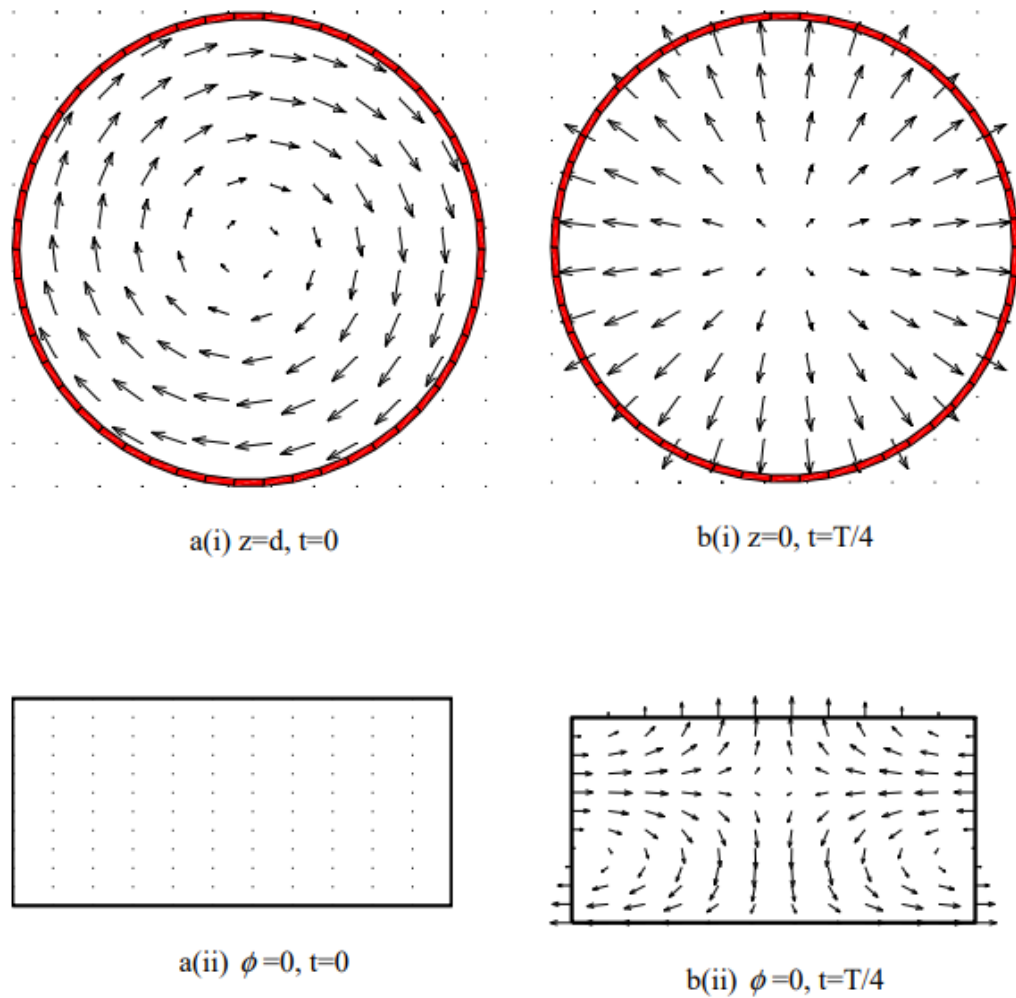 a(i) z=d, t=0
b(i) z=0, t=T/4
a(ii) ϕ=0, t=0
b(ii) ϕ=0, t=T/4